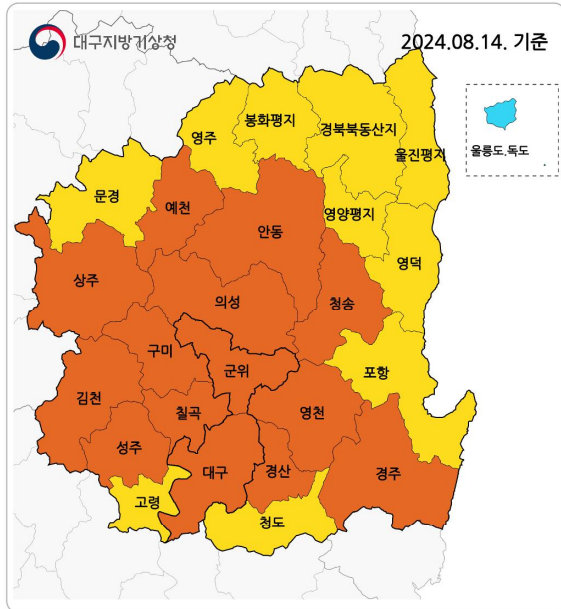 대구지방기상청
2024.08.14. 기준
영주
봉화평지
경북북동산지
울진평지
울릉도.독도
문경
예천
영양평지
안동
영덕
상주
의성
청송
구미
군위
포항
김천
칠곡
영천
성주
대구
경산
경주
고령
청도